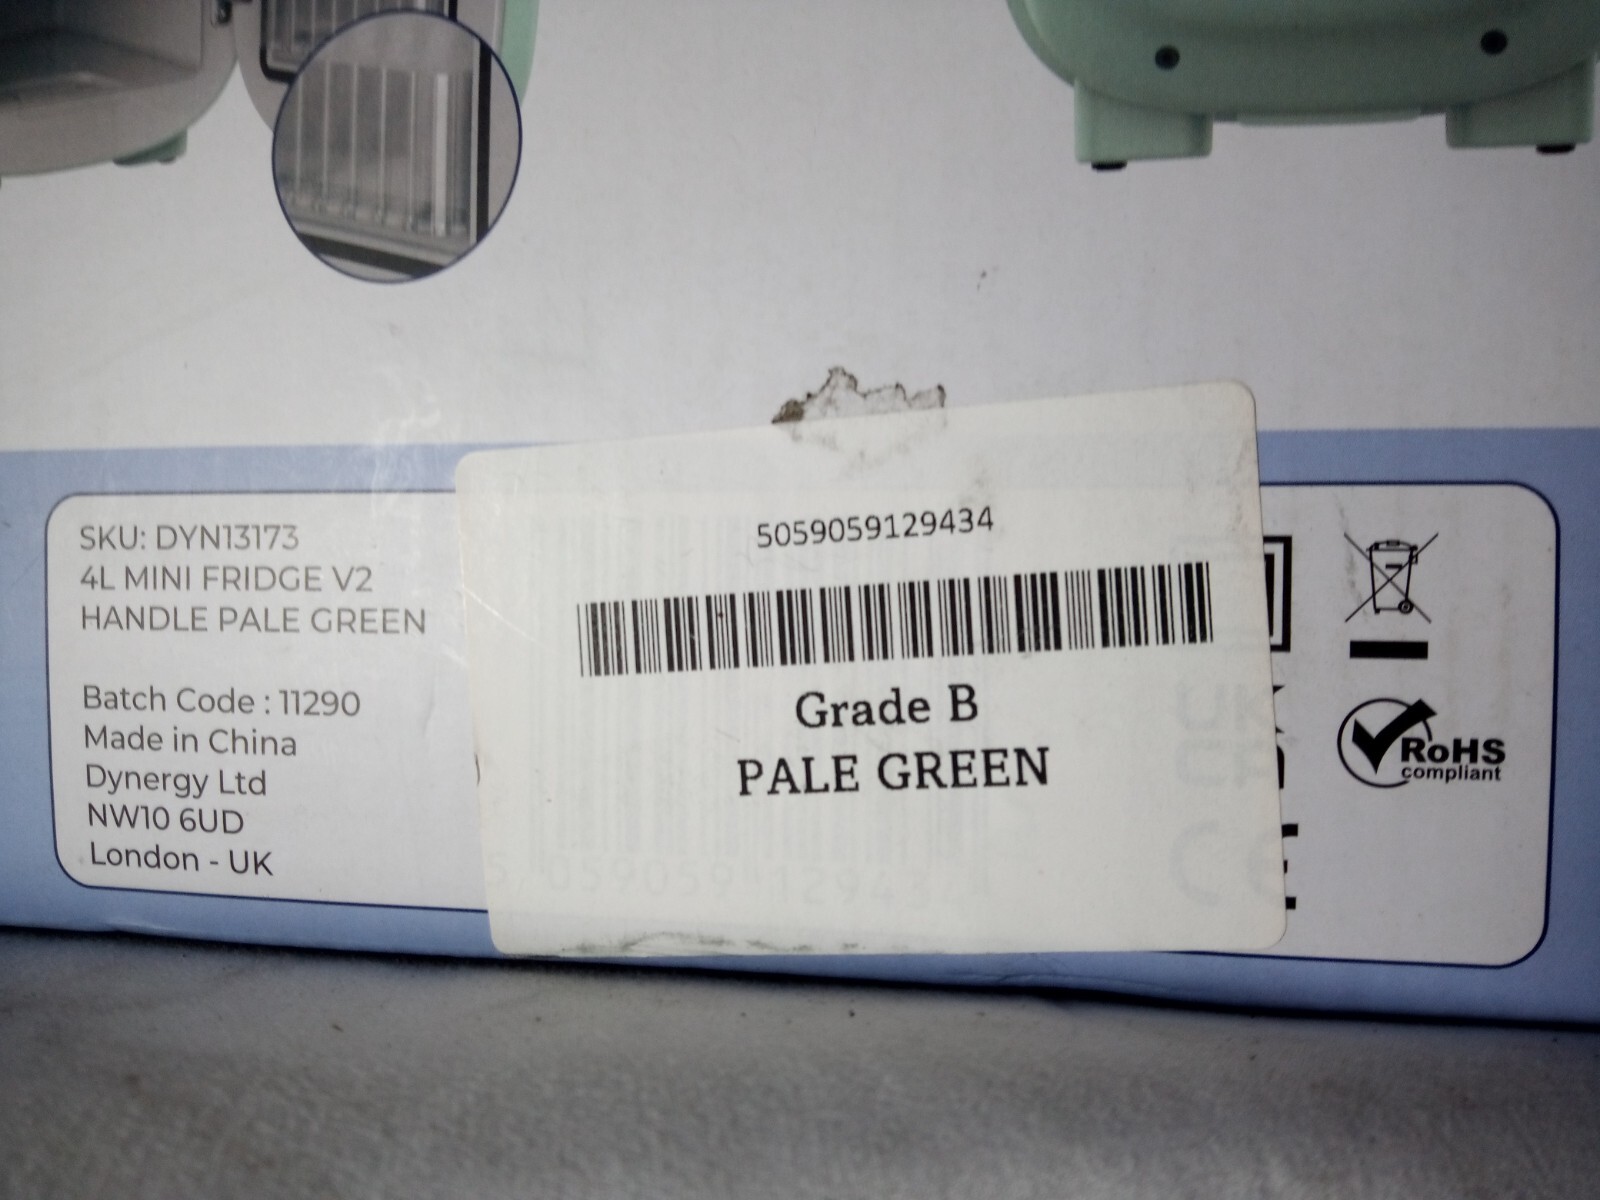 SKU: DYN13173
4L MINI FRIDGE V2
HANDLE PALE GREEN
Batch Code : 11290
Made in China
Dynergy Ltd
NW10 6UD
London - UK
5059059129434
Grade B
PALE GREEN
RoHS
compliant